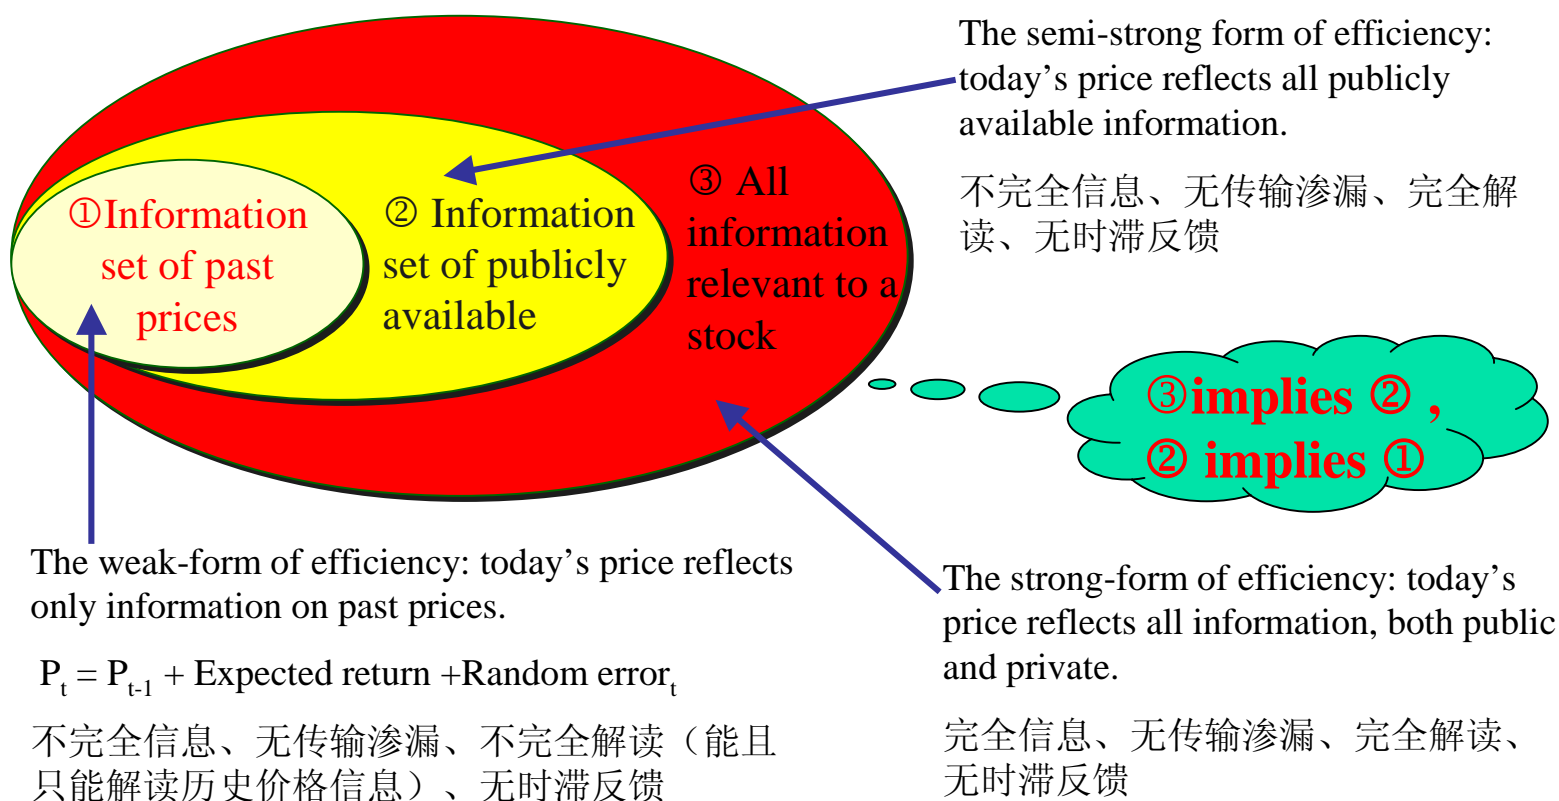 The semi-strong form of efficiency:
today’s price reflects all publicly
available information.
不完全信息、无传输渗漏、完全解
读、无时滞反馈
①Information
set of past
prices
② Information
set of publicly
available
③ All
information
relevant to a
stock
③implies ② ,
② implies ①
The weak-form of efficiency: today’s price reflects
only information on past prices.
Pₜ = Pₜ₋₁ + Expected return +Random errorₜ
不完全信息、无传输渗漏、不完全解读（能且
只能解读历史价格信息）、无时滞反馈
The strong-form of efficiency: today’s
price reflects all information, both public
and private.
完全信息、无传输渗漏、完全解读、
无时滞反馈